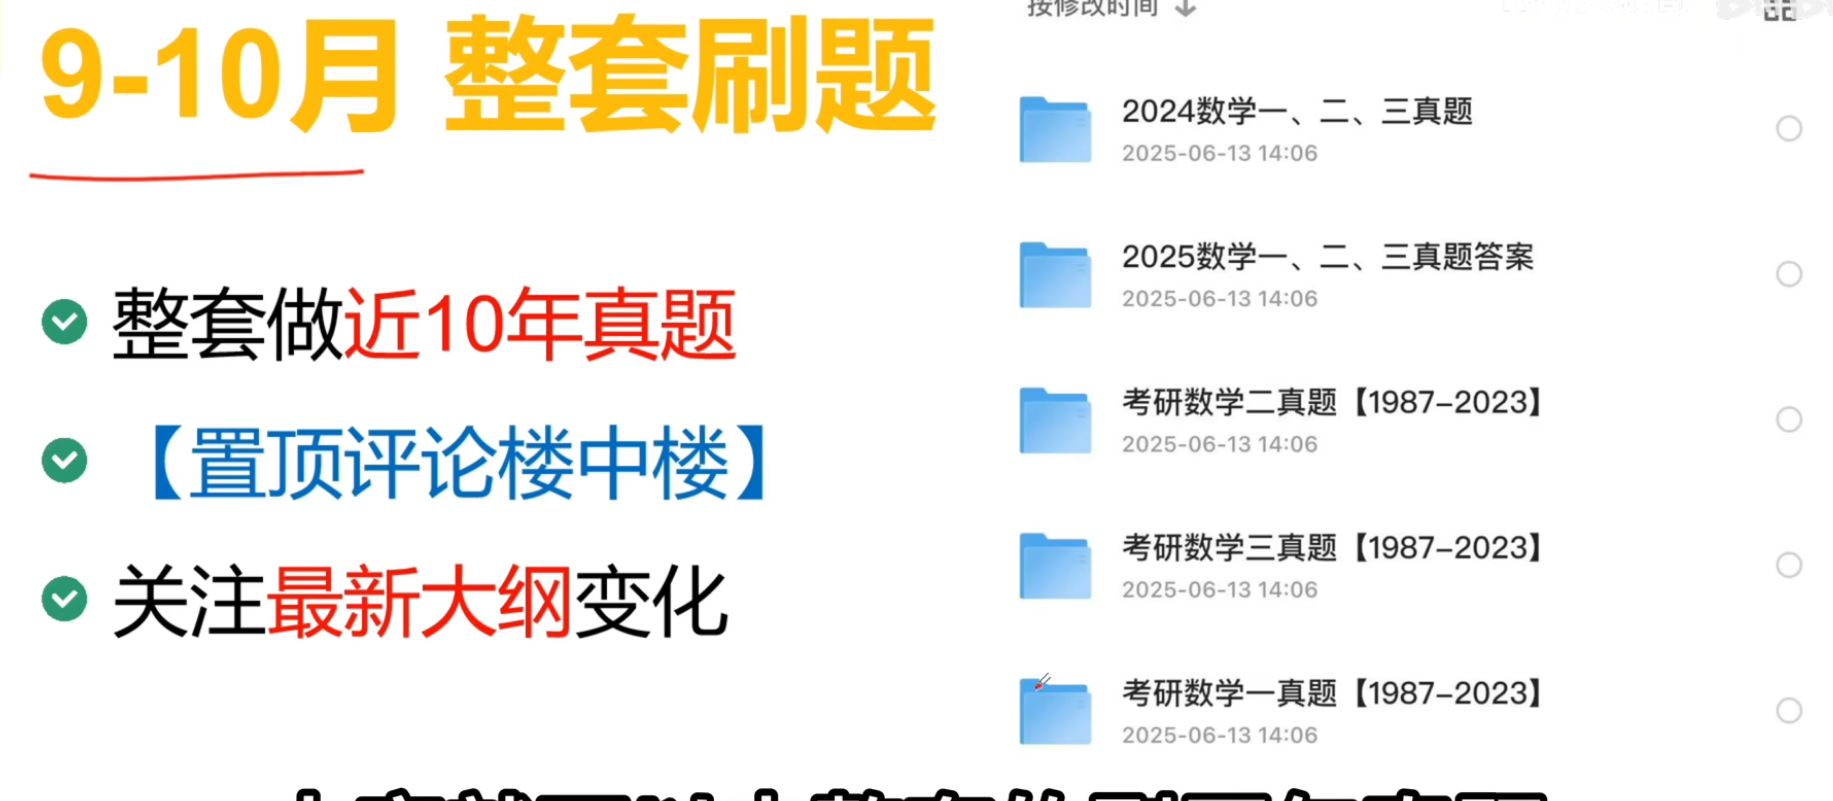 9-10月 整套刷题
整套做近10年真题
【置顶评论楼中楼】
关注最新大纲变化
按修改时间
2024数学一、二、三真题
2025-06-13 14:06
2025数学一、二、三真题答案
2025-06-13 14:06
考研数学二真题【1987-2023】
2025-06-13 14:06
考研数学三真题【1987-2023】
2025-06-13 14:06
考研数学一真题【1987-2023】
2025-06-13 14:06